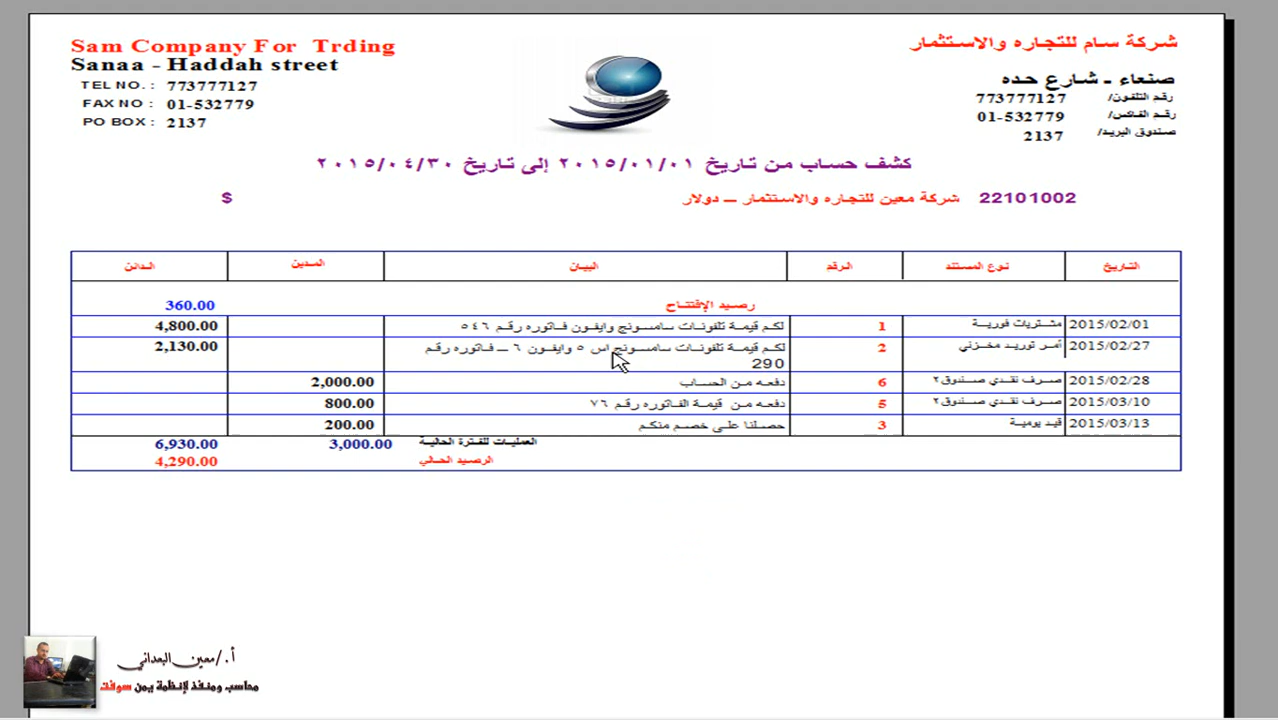 Sam Company For Trding
Sanaa - Haddah street
TEL NO. : 773777127
FAX NO : 01-532779
PO BOX : 2137
شركة سام للتجاره والاستثمار
صنعاء - شارع حده
رقم التلفون/ 773777127
رقم الفاكس/ 01-532779
صندوق البريد/ 2137
كشف حساب من تاريخ ٢٠١٥/٠١/٠١ إلى تاريخ ٢٠١٥/٠٤/٣٠
22101002 شركة معين للتجاره والاستثمار - دولار $
التاريخ نوع المستند الرقم البيان المدين الدائن
رصيد الإفتتاح 360.00
2015/02/01 مشتريات فورية 1 لكم قيمة تلفونات سامسونج وايفون فاتوره رقم ٥٤٦ 4,800.00
2015/02/27 أمر توريد مخزني 2 لكم قيمة تلفونات سامسونج اس ٥ وايفون ٦ - فاتوره رقم 2,130.00
290
2015/02/28 صرف نقدي صندوق٢ 6 دفعه من الحساب 2,000.00
2015/03/10 صرف نقدي صندوق٢ 5 دفعه من قيمة الفاتوره رقم ٧٦ 800.00
2015/03/13 قيد يومية 3 حصلنا على خصم منكم 200.00
العمليات للفترة الحالية 3,000.00 6,930.00
الرصيد الحالي 4,290.00
أ./معين البعداني
محاسب ومنفذ لإنظمة يمن سوفت